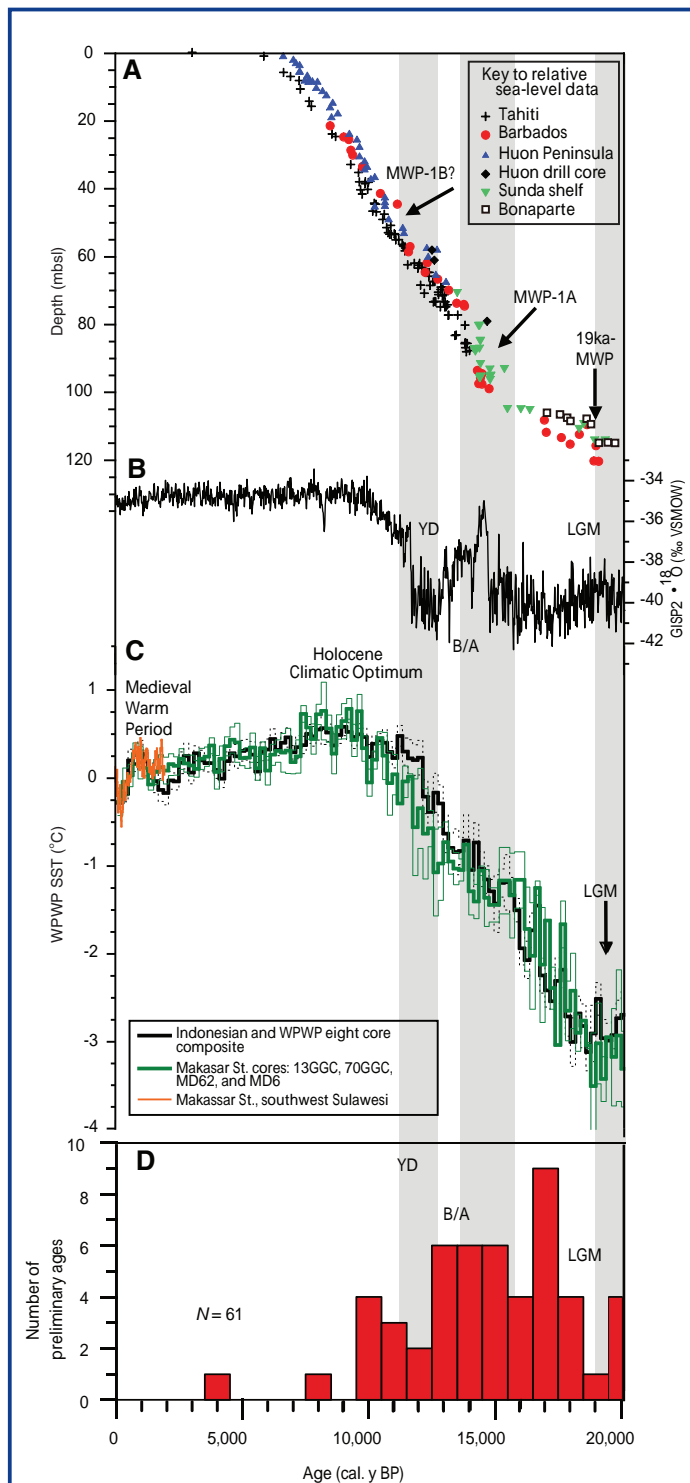 A
0
20
40
60
80
100
120
Depth (mbsl)
Key to relative
sea-level data
Tahiti
Barbados
Huon Peninsula
Huon drill core
Sunda shelf
Bonaparte
MWP-1B?
MWP-1A
19ka-
MWP
B
YD
LGM
B/A
-34
-36
-38
-40
-42
GISP2 • 18O (‰ VSMOW)
C
Holocene
Climatic Optimum
Medieval
Warm
Period
1
0
-1
-2
-3
-4
WPWP SST (°C)
LGM
Indonesian and WPWP eight core
composite
Makasar St. cores: 13GGC, 70GGC,
MD62, and MD6
Makassar St., southwest Sulawesi
D
10
8
6
4
2
0
Number of
preliminary ages
YD
B/A
LGM
N = 61
0
5,000
10,000
15,000
20,000
Age (cal. y BP)